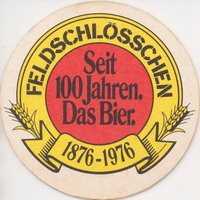 FELDSCHLÖSSCHEN
Seit
100 Jahren.
Das Bier.
1876-1976